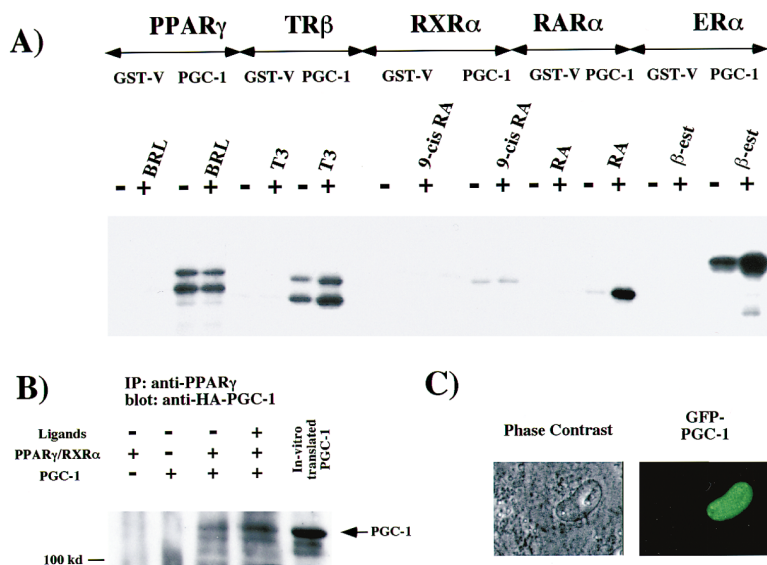 A)
PPARγ TRβ RXRα RARα ERα
GST-V PGC-1 GST-V PGC-1 GST-V PGC-1 GST-V PGC-1 GST-V PGC-1
BRL BRL T3 T3 9-cis RA 9-cis RA RA RA β-est β-est
- + - + - + - + - + - + - + - + - + - +
B)
IP: anti-PPARγ
blot: anti-HA-PGC-1
Ligands - - - +
PPARγ/RXRα + - + +
PGC-1 - + + +
In-vitro
translated
PGC-1
PGC-1
100 kd
C)
Phase Contrast
GFP-
PGC-1